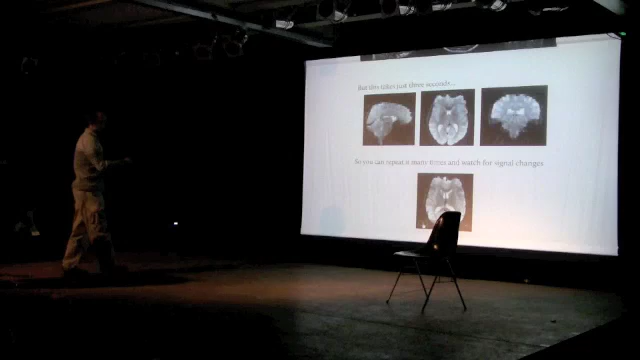 But this takes just three seconds...
So you can repeat it many times and watch for signal changes